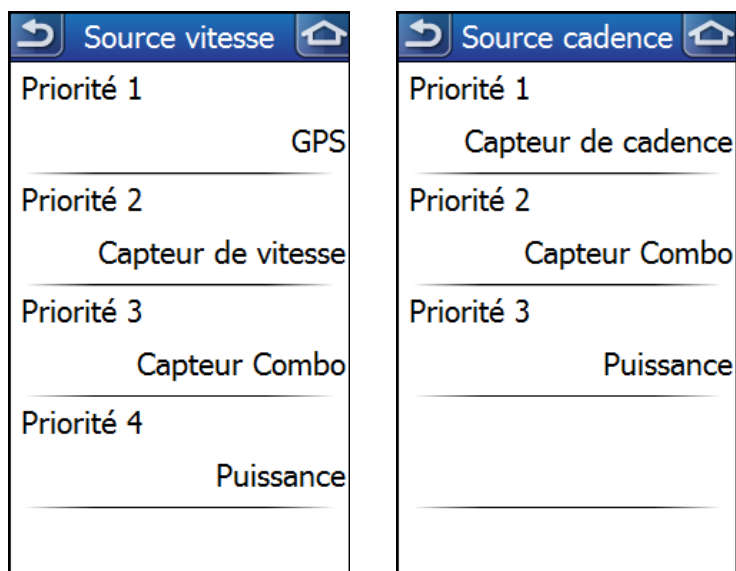 Source vitesse
Priorité 1
GPS
Priorité 2
Capteur de vitesse
Priorité 3
Capteur Combo
Priorité 4
Puissance
Source cadence
Priorité 1
Capteur de cadence
Priorité 2
Capteur Combo
Priorité 3
Puissance